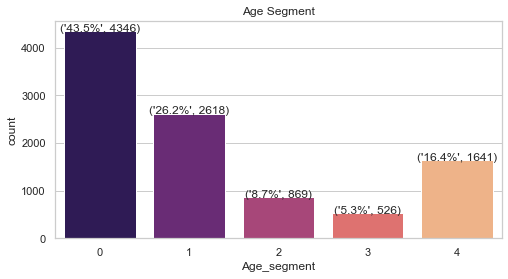 Age Segment
('43.5%', 4346)
('26.2%', 2618)
('8.7%', 869)
('5.3%', 526)
('16.4%', 1641)
count
4000
3000
2000
1000
0
0 1 2 3 4
Age_segment